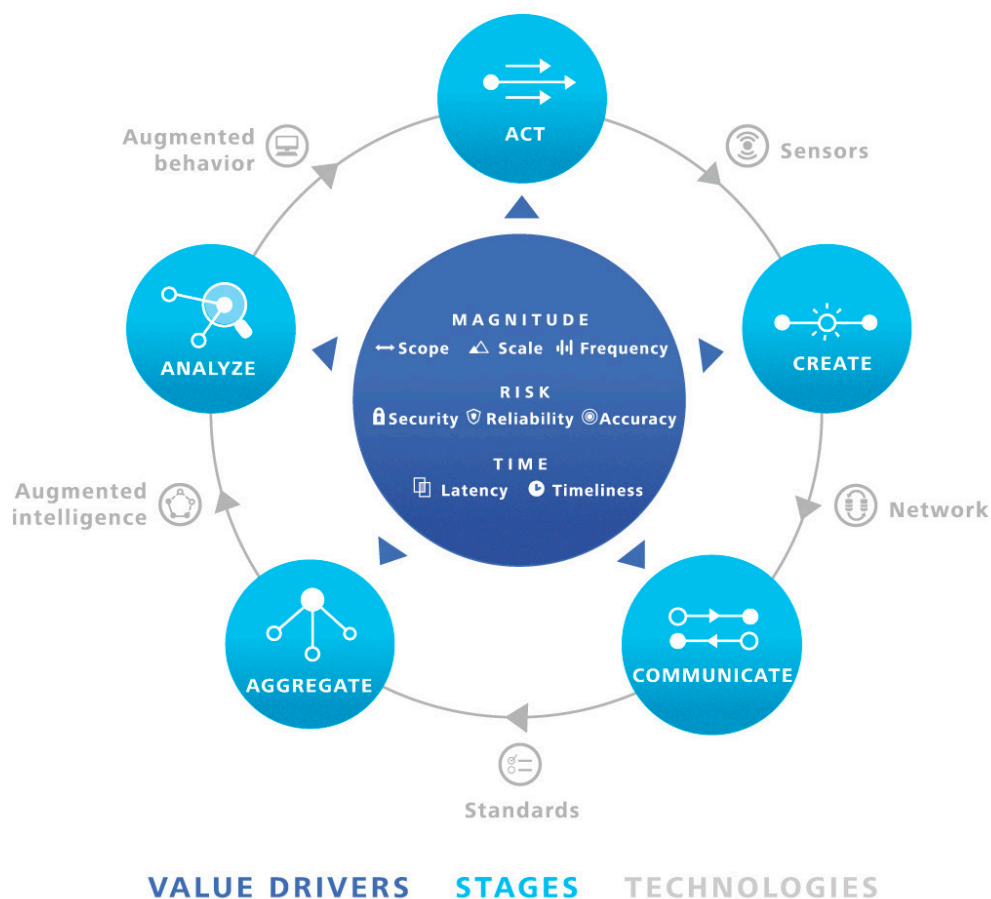 ACT
Augmented
behavior
Sensors
ANALYZE
MAGNITUDE
Scope Scale Frequency
RISK
Security Reliability Accuracy
TIME
Latency Timeliness
CREATE
Augmented
intelligence
Network
AGGREGATE
COMMUNICATE
Standards
VALUE DRIVERS STAGES TECHNOLOGIES